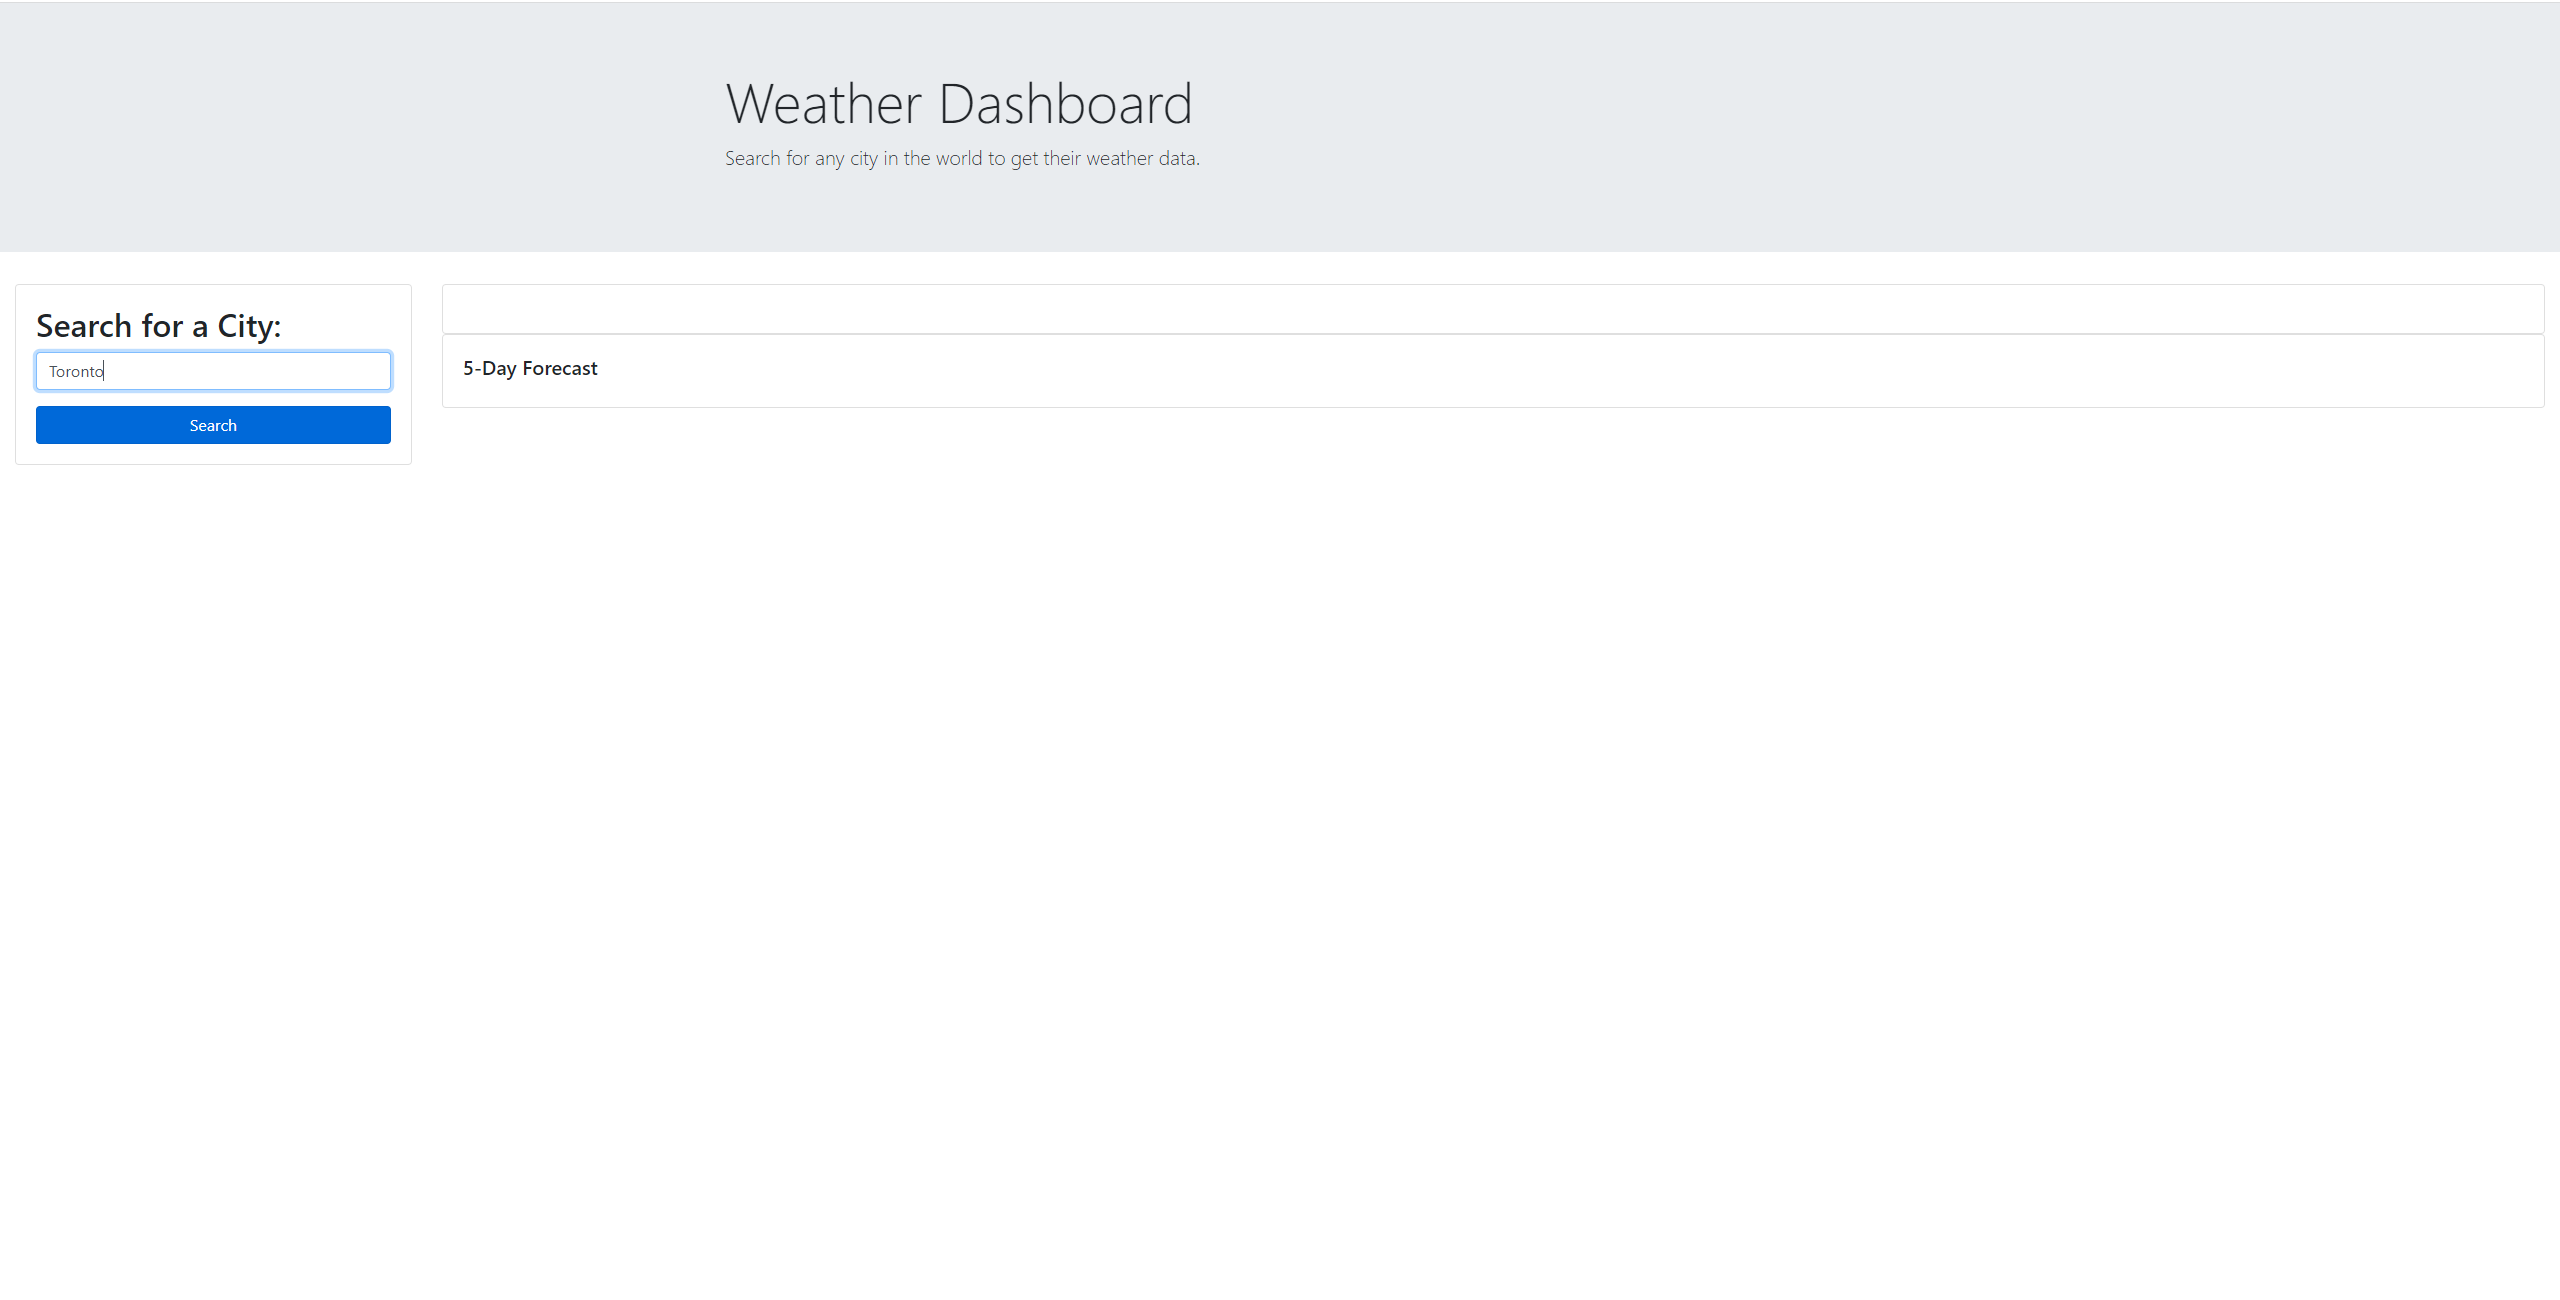 Weather Dashboard
Search for any city in the world to get their weather data.
Search for a City:
Toronto
Search
5-Day Forecast